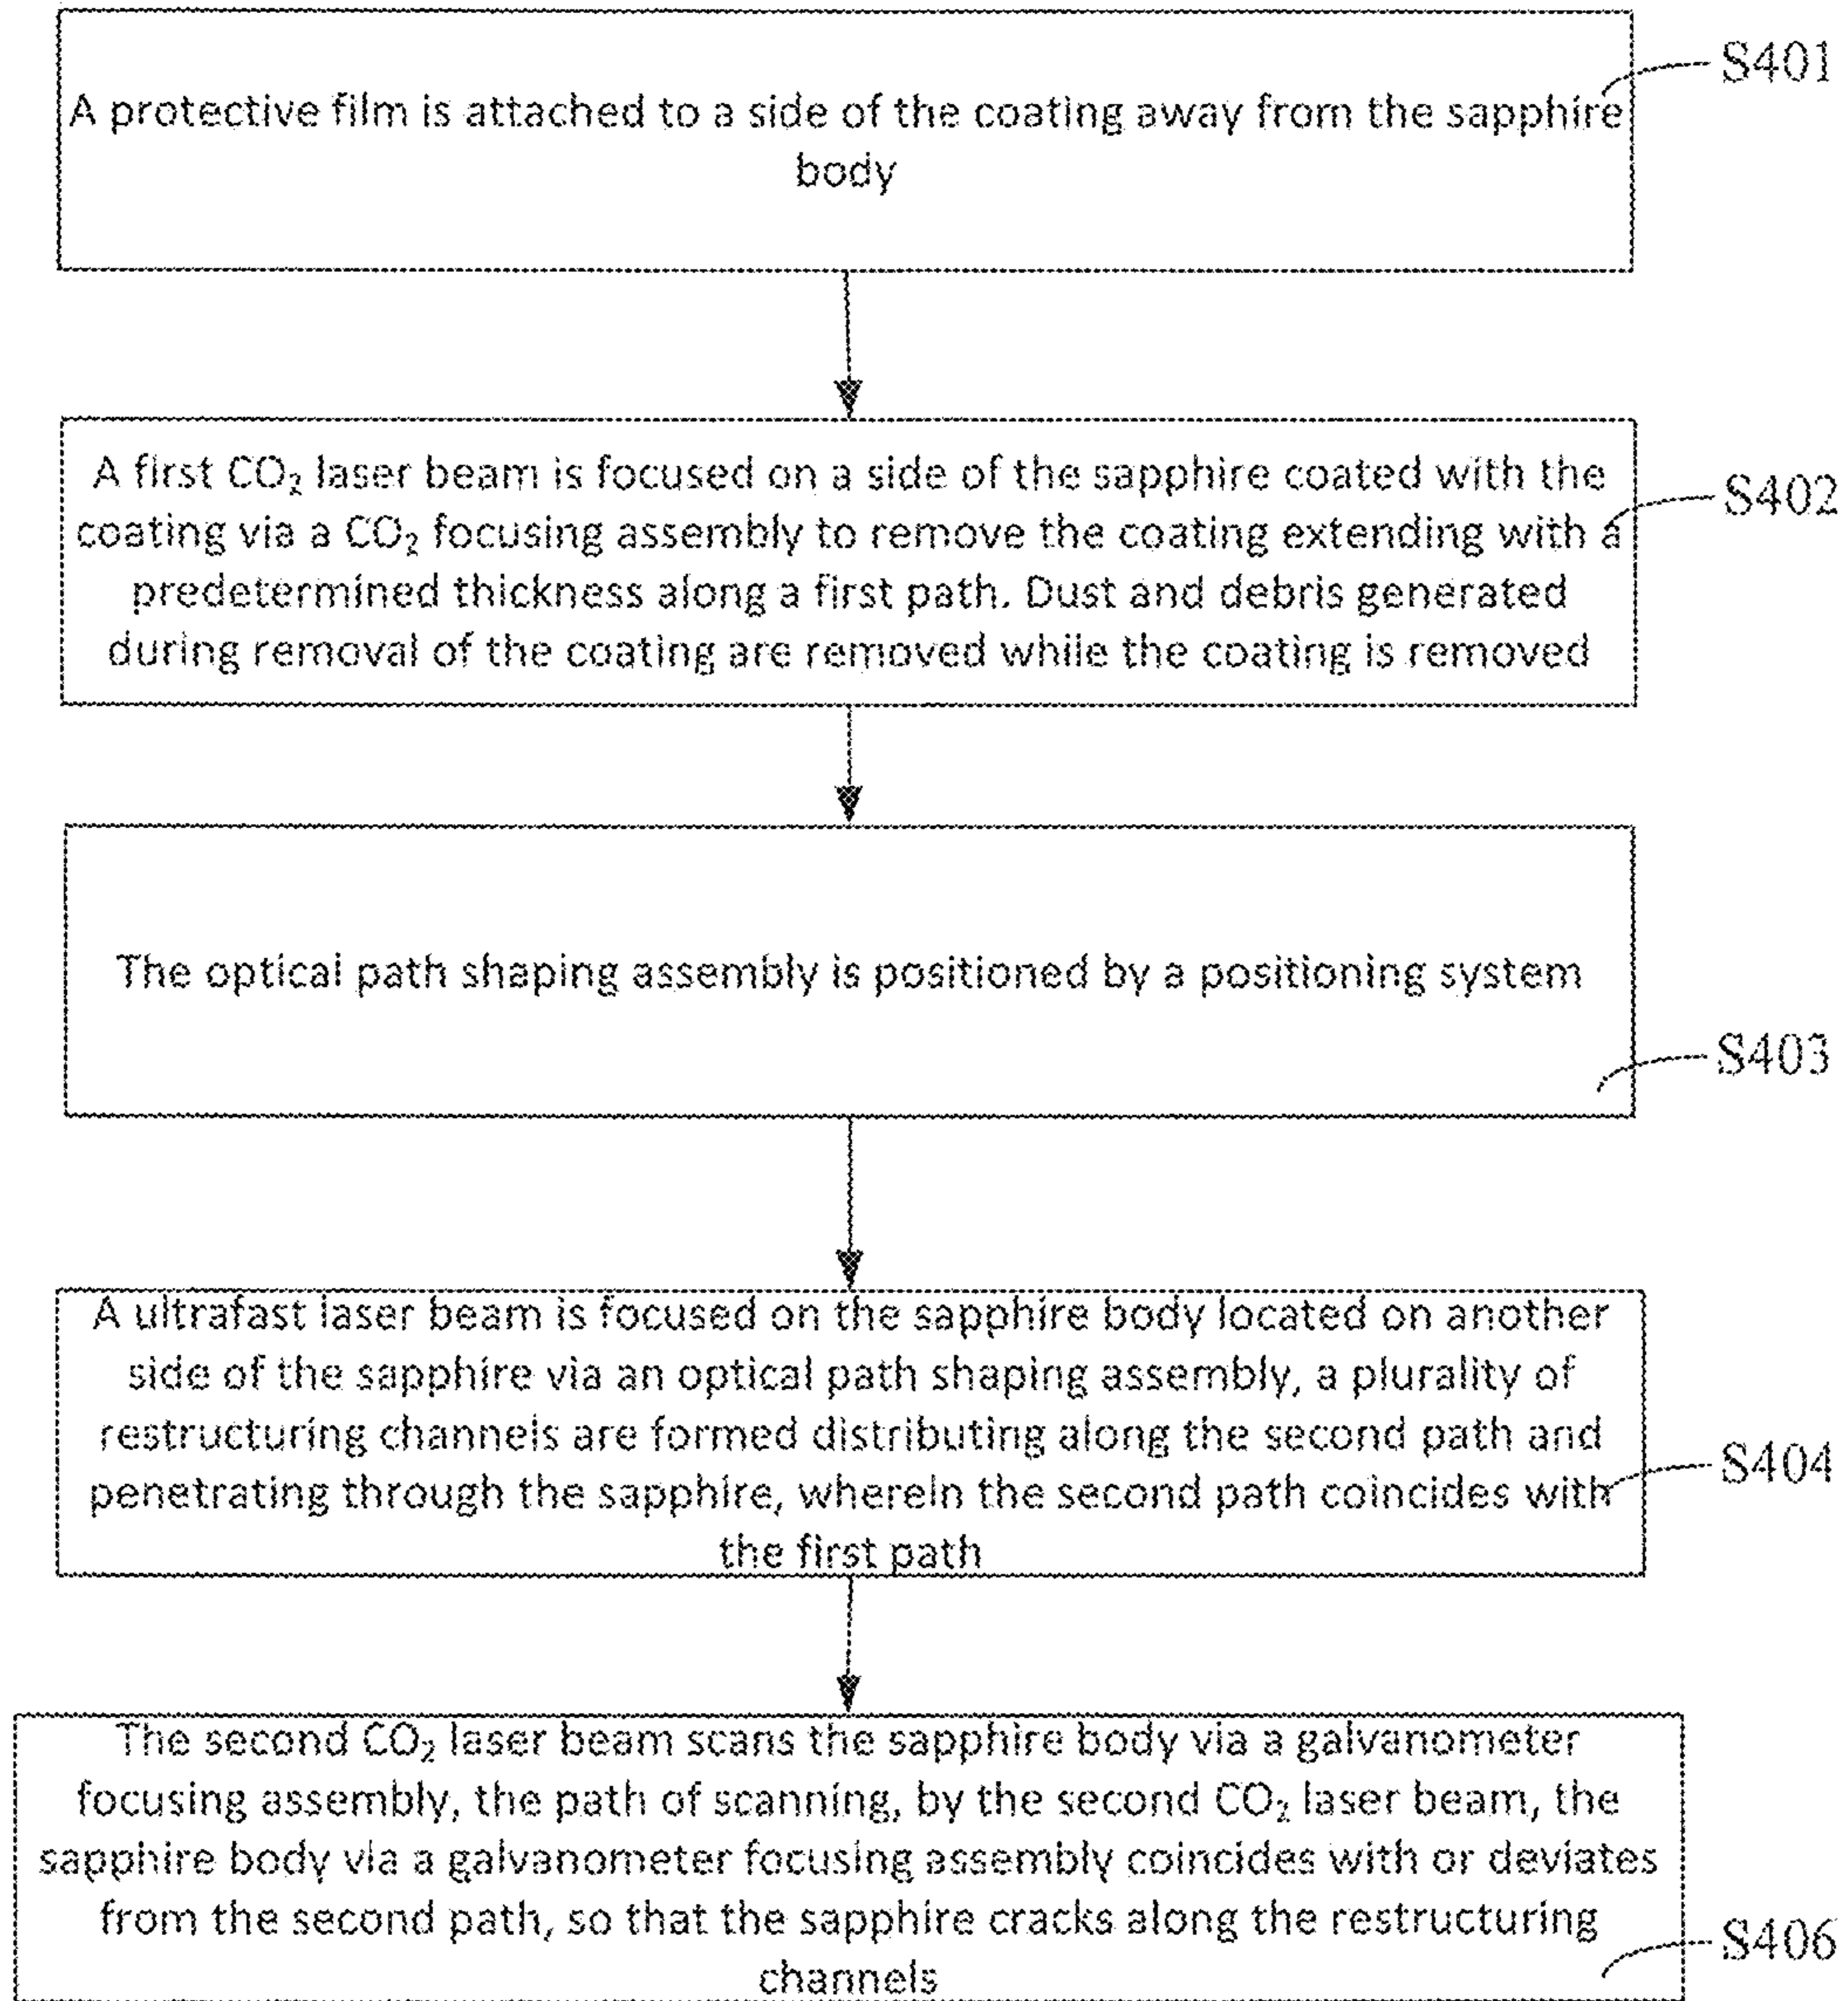 A protective film is attached to a side of the coating away from the sapphire
body
S401
A first CO₂ laser beam is focused on a side of the sapphire coated with the
coating via a CO₂ focusing assembly to remove the coating extending with a
predetermined thickness along a first path. Dust and debris generated
during removal of the coating are removed while the coating is removed
S402
The optical path shaping assembly is positioned by a positioning system
S403
A ultrafast laser beam is focused on the sapphire body located on another
side of the sapphire via an optical path shaping assembly, a plurality of
restructuring channels are formed distributing along the second path and
penetrating through the sapphire, wherein the second path coincides with
the first path
S404
The second CO₂ laser beam scans the sapphire body via a galvanometer
focusing assembly, the path of scanning, by the second CO₂ laser beam, the
sapphire body via a galvanometer focusing assembly coincides with or deviates
from the second path, so that the sapphire cracks along the restructuring
channels
S406